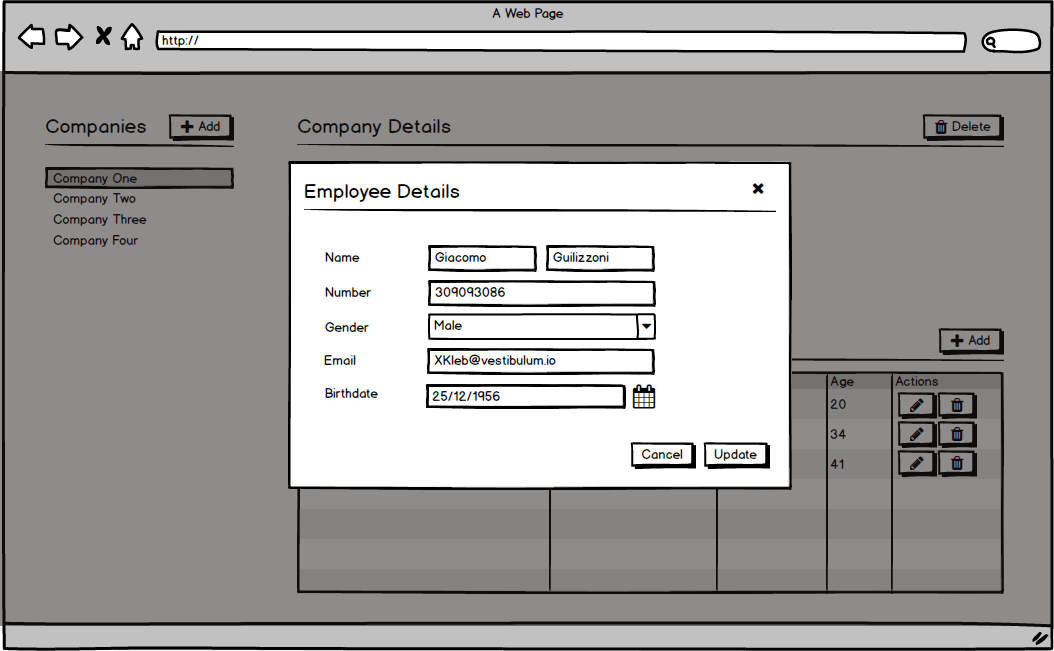 A Web Page
http://
Companies
Add
Company Details
Delete
Company One
Company Two
Company Three
Company Four
Employee Details
Name Giacomo Guilizzoni
Number 309093086
Gender Male
Email XKleb@vestibulum.io
Birthdate 25/12/1956
Cancel Update
Add
Age Actions
20
34
41